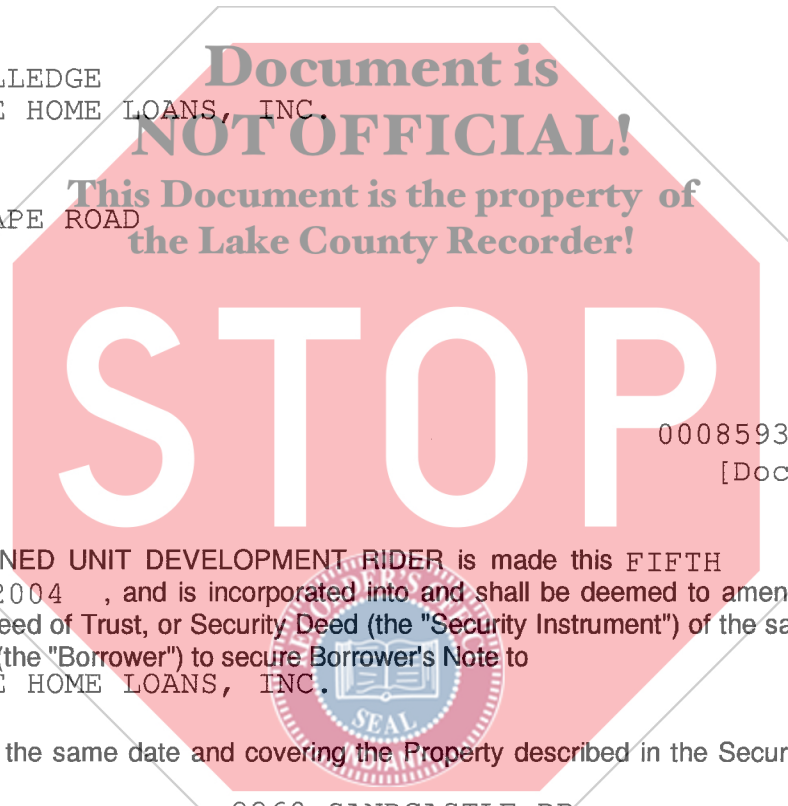 LLEDGE
Document is
E HOME LOANS, INC.
NOT OFFICIAL!
This Document is the property of
APE ROAD
the Lake County Recorder!
STOP
0008593
[Doc
NED UNIT DEVELOPMENT RIDER is made this FIFTH
2004 , and is incorporated into and shall be deemed to amen
eed of Trust, or Security Deed (the "Security Instrument") of the sa
(the "Borrower") to secure Borrower's Note to
E HOME LOANS, INC.
SEAL
the same date and covering the Property described in the Secur
INDIANA